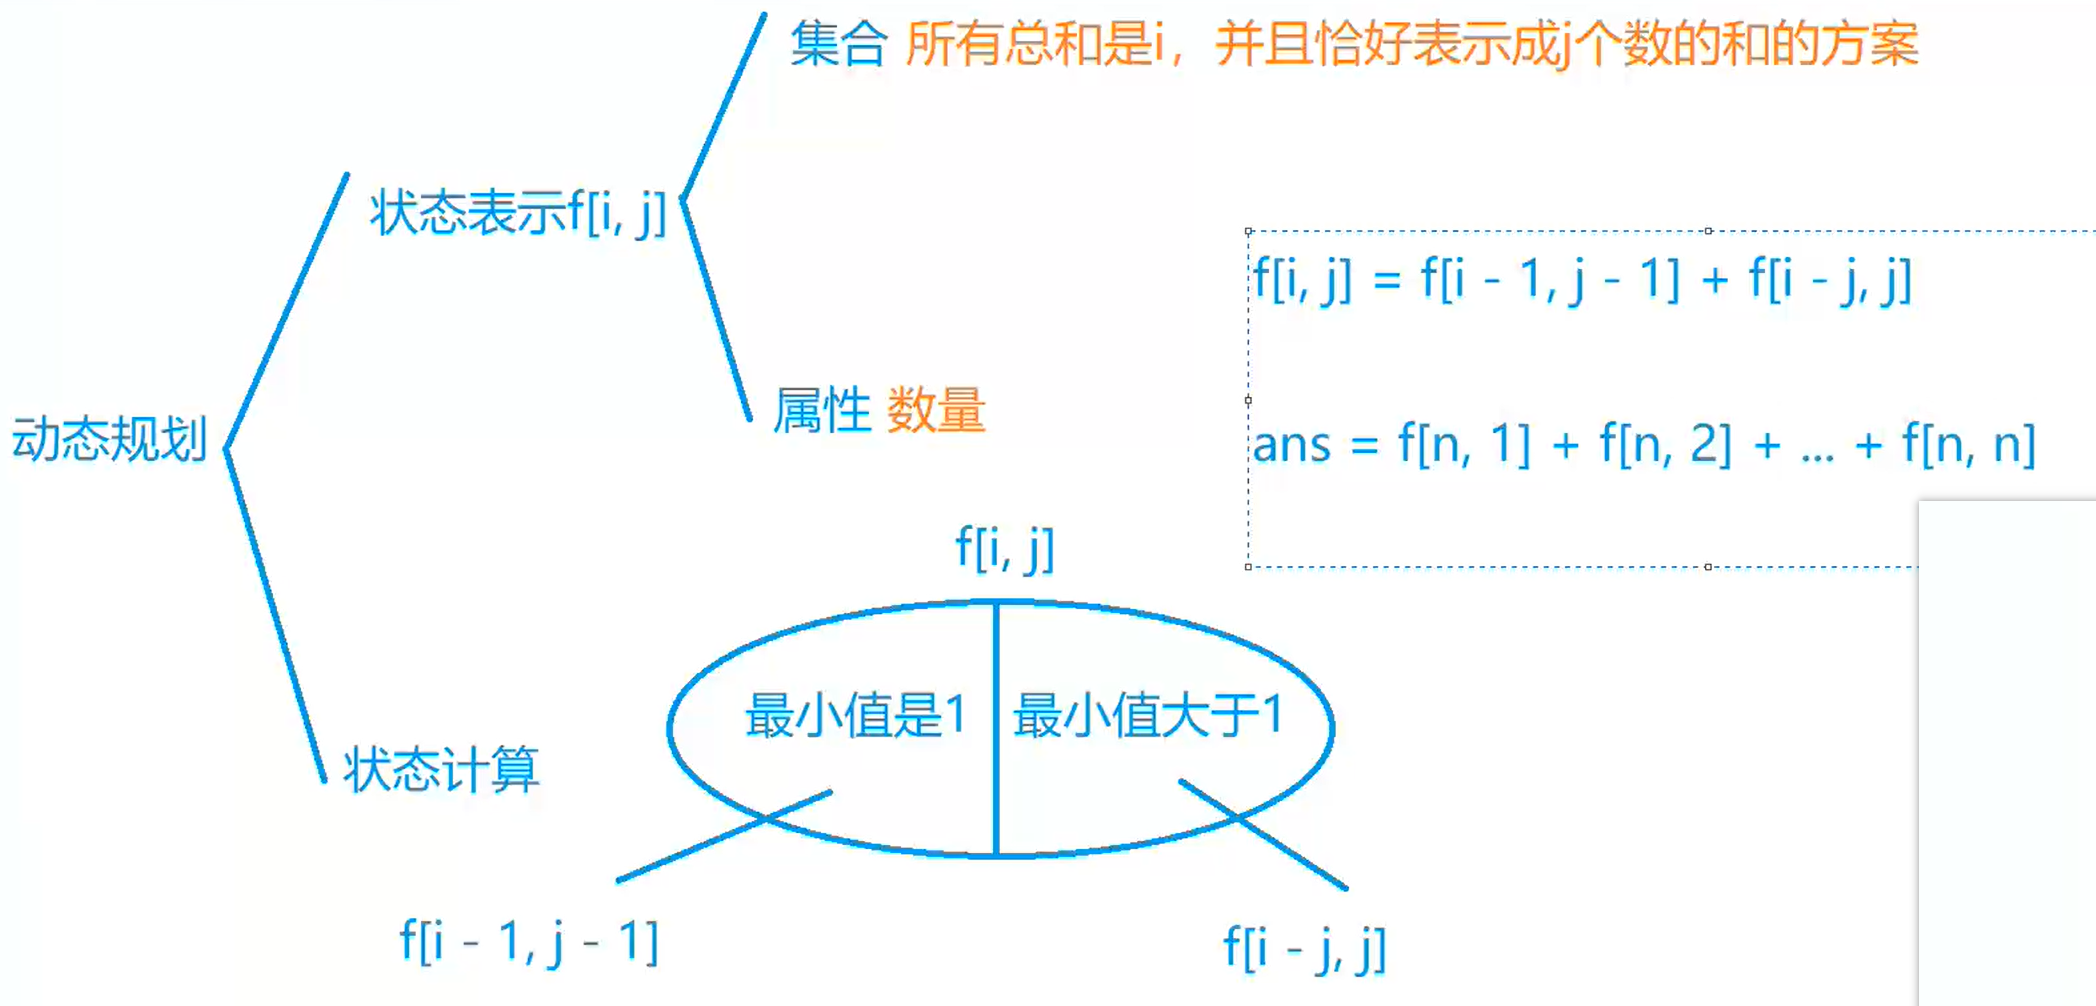 集合 所有总和是i，并且恰好表示成j个数的和的方案
状态表示f[i, j]
f[i, j] = f[i - 1, j - 1] + f[i - j, j]
属性 数量
动态规划
ans = f[n, 1] + f[n, 2] + ... + f[n, n]
f[i, j]
最小值是1
最小值大于1
状态计算
f[i - 1, j - 1]
f[i - j, j]